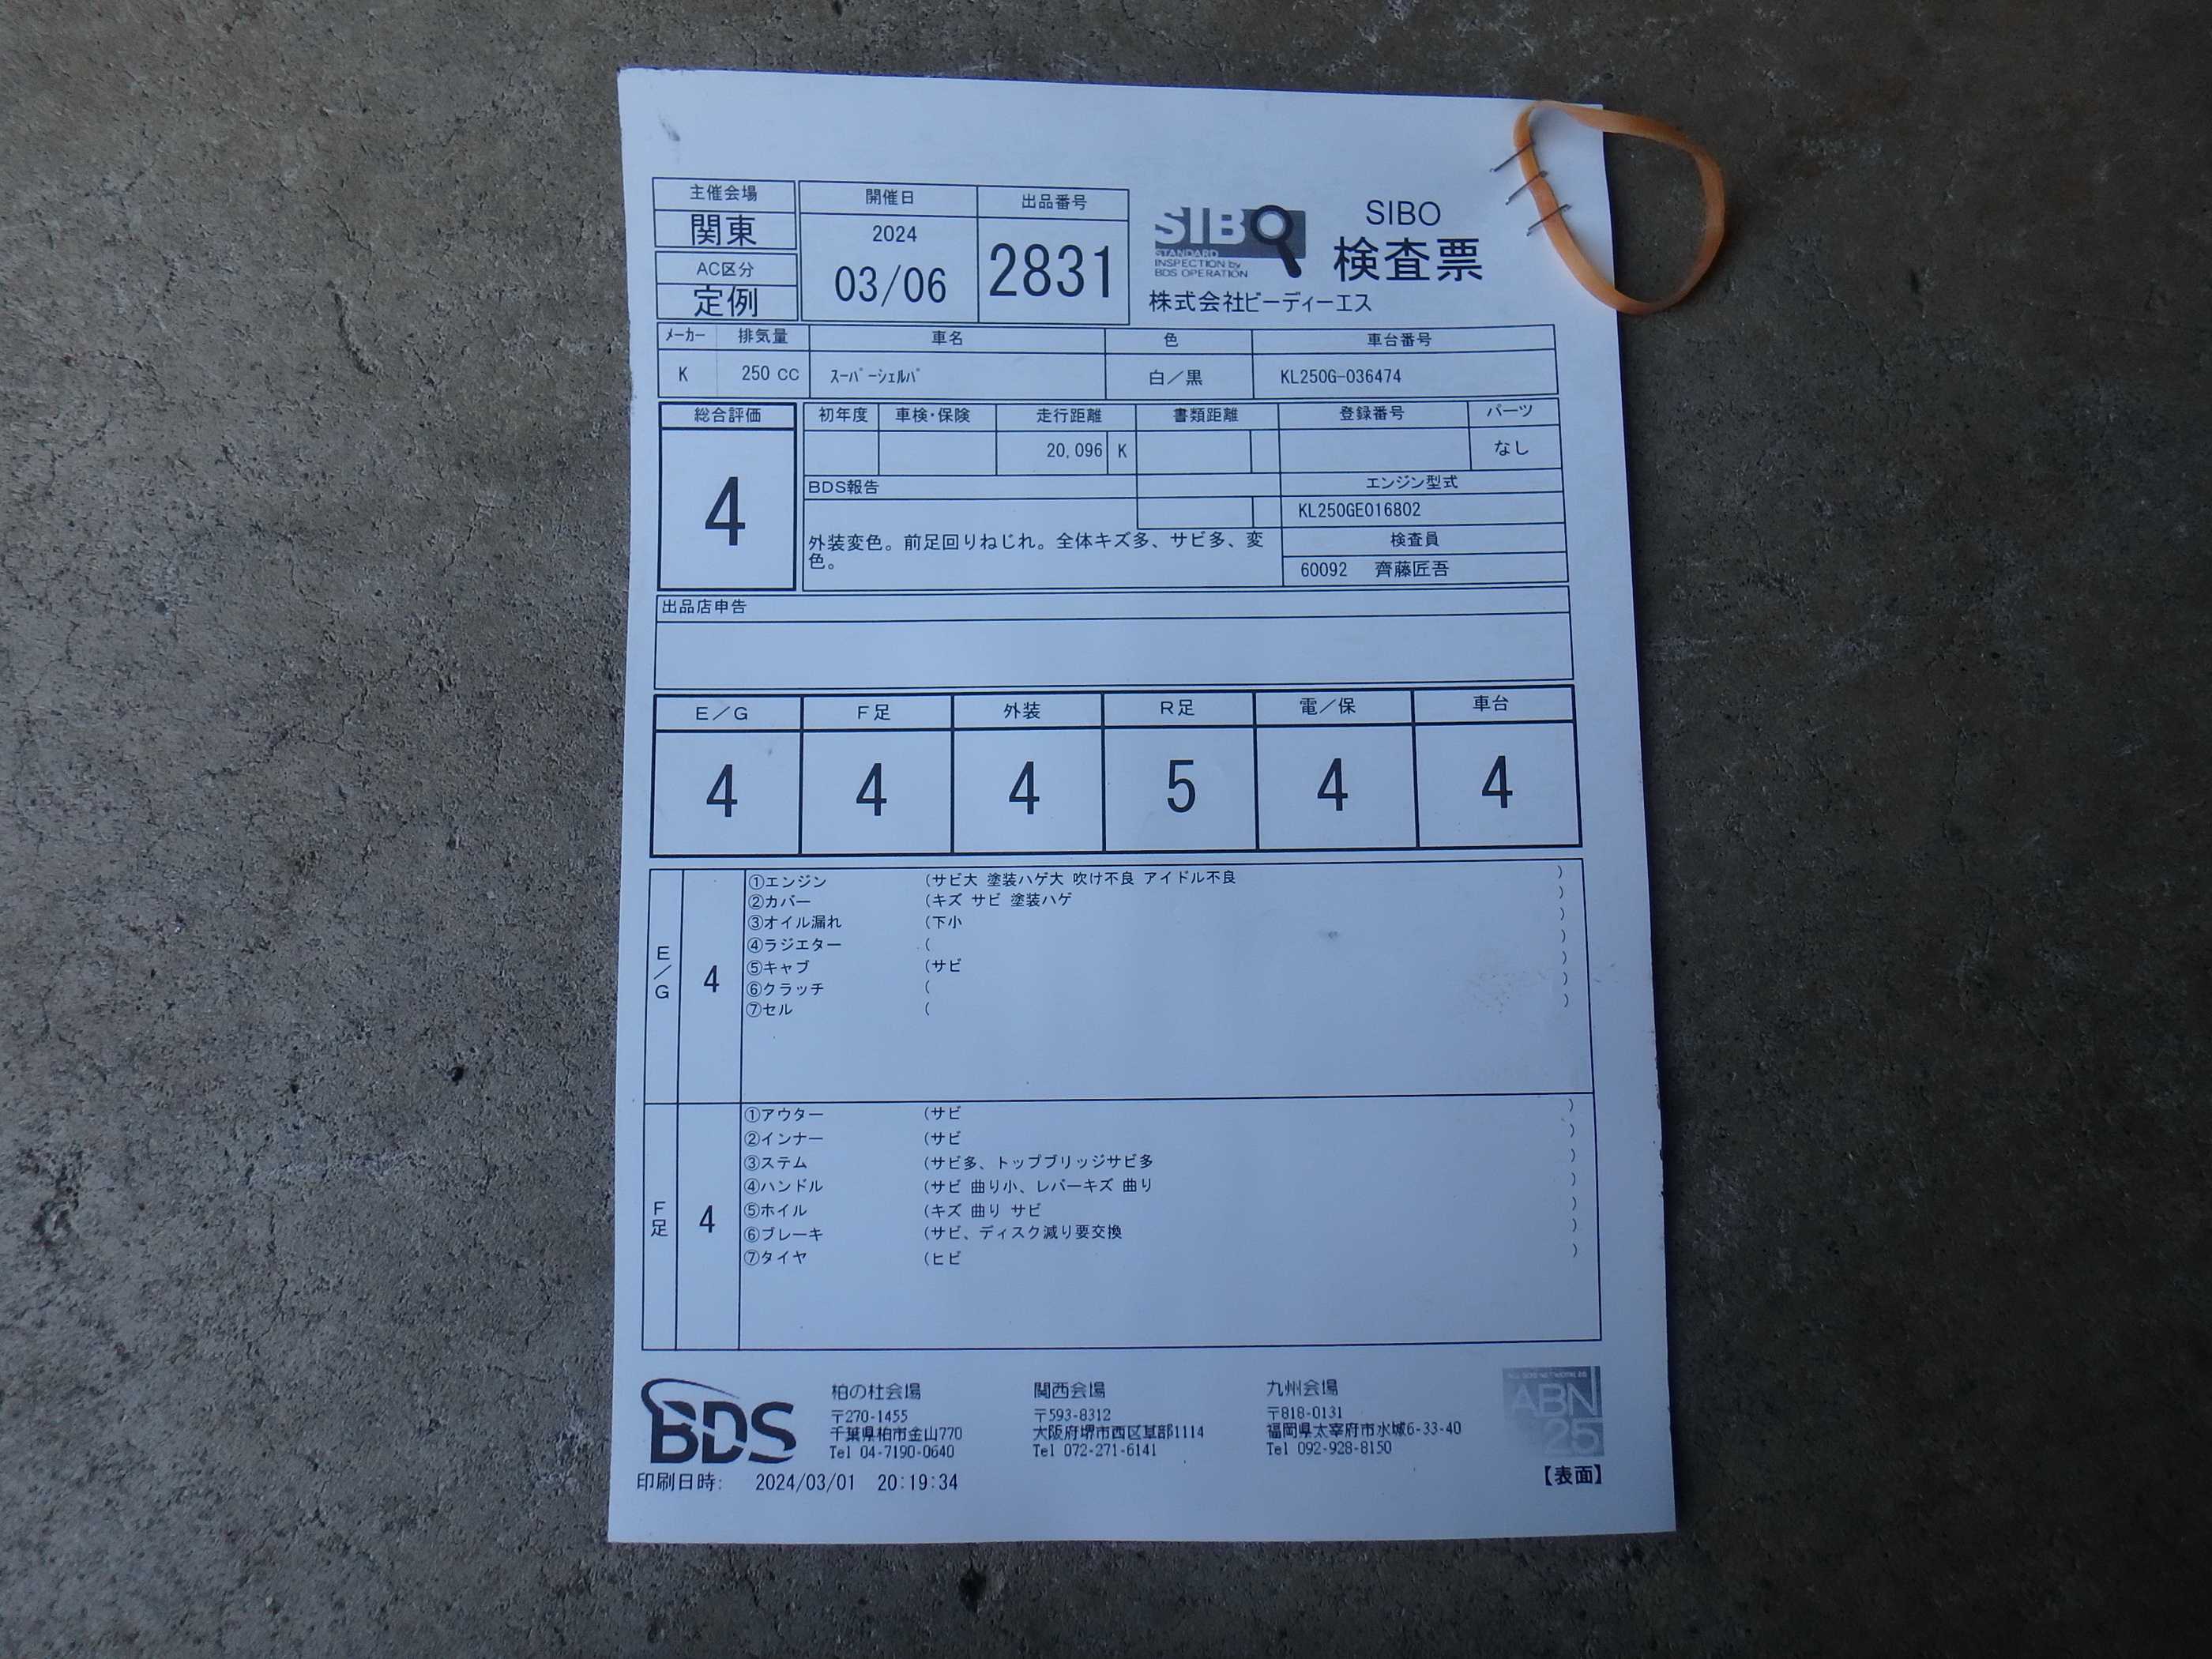 主催会場
関東
AC区分
定例
開催日
2024
03/06
出品番号
2831
SIBO
STANDARD
INSPECTION by
BDS OPERATION
SIBO
検査票
株式会社ビーディーエス
メーカー 排気量 車名 色 車台番号
K 250 CC スーパーシェルパ 白／黒 KL250G-036474
総合評価 初年度 車検・保険 走行距離 書類距離 登録番号 パーツ
4
20,096 K なし
BDS報告 エンジン型式
KL250GE016802
外装変色。前足回りねじれ。全体キズ多、サビ多、変
色。
検査員
60092 齊藤匠吾
出品店申告
E／G F足 外装 R足 電／保 車台
4 4 4 5 4 4
E／G 4
①エンジン (サビ大 塗装ハゲ大 吹け不良 アイドル不良 )
②カバー (キズ サビ 塗装ハゲ )
③オイル漏れ (下小 )
④ラジエター ( )
⑤キャブ (サビ )
⑥クラッチ ( )
⑦セル ( )
F足 4
①アウター (サビ )
②インナー (サビ )
③ステム (サビ多、トップブリッジサビ多 )
④ハンドル (サビ 曲り小、レバーキズ 曲り )
⑤ホイル (キズ 曲り サビ )
⑥ブレーキ (サビ、ディスク減り要交換 )
⑦タイヤ (ヒビ )
BDS
柏の杜会場
〒270-1455
千葉県柏市金山770
Tel 04-7190-0640
関西会場
〒593-8312
大阪府堺市西区草部1114
Tel 072-271-6141
九州会場
〒818-0131
福岡県太宰府市水城6-33-40
Tel 092-928-8150
ABN
25
【表面】
印刷日時: 2024/03/01 20:19:34